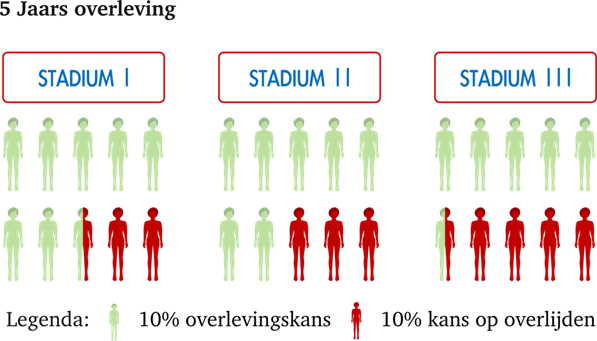 5 Jaars overleving
STADIUM I STADIUM II STADIUM III
Legenda: 10% overlevingskans 10% kans op overlijden